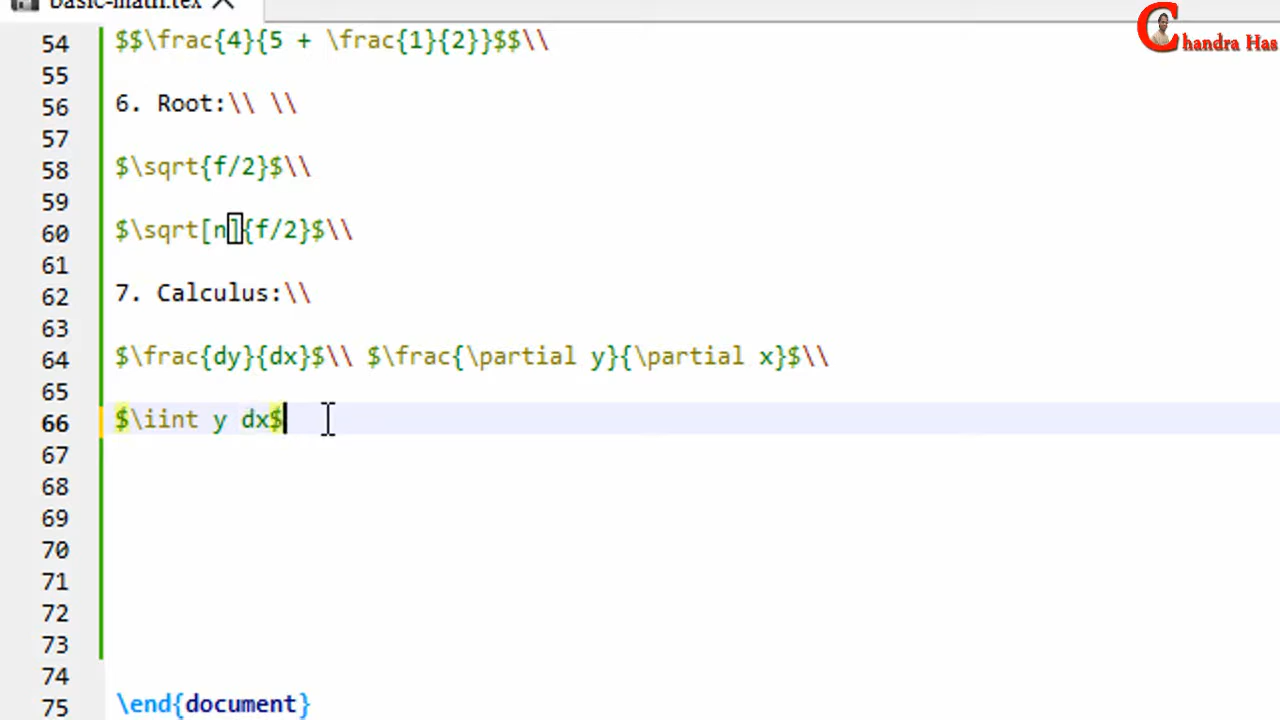 basic-math.tex
Chandra Has
54 $$\frac{4}{5 + \frac{1}{2}}$$\\
55
56 6. Root:\\ \\
57
58 $\sqrt{f/2}$\\
59
60 $\sqrt[n]{f/2}$\\
61
62 7. Calculus:\\
63
64 $\frac{dy}{dx}$\\ $\frac{\partial y}{\partial x}$\\
65
66 $\iint y dx$
67
68
69
70
71
72
73
74
75 \end{document}